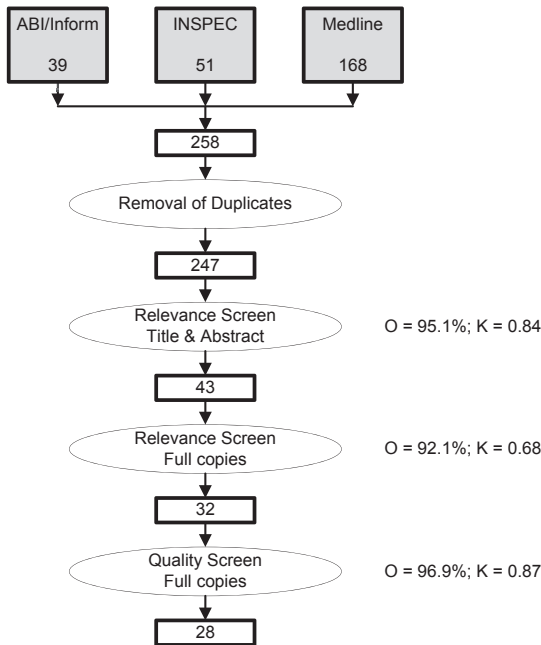 ABI/Inform
39
INSPEC
51
Medline
168
258
Removal of Duplicates
247
Relevance Screen
Title & Abstract
O = 95.1%; K = 0.84
43
Relevance Screen
Full copies
O = 92.1%; K = 0.68
32
Quality Screen
Full copies
O = 96.9%; K = 0.87
28